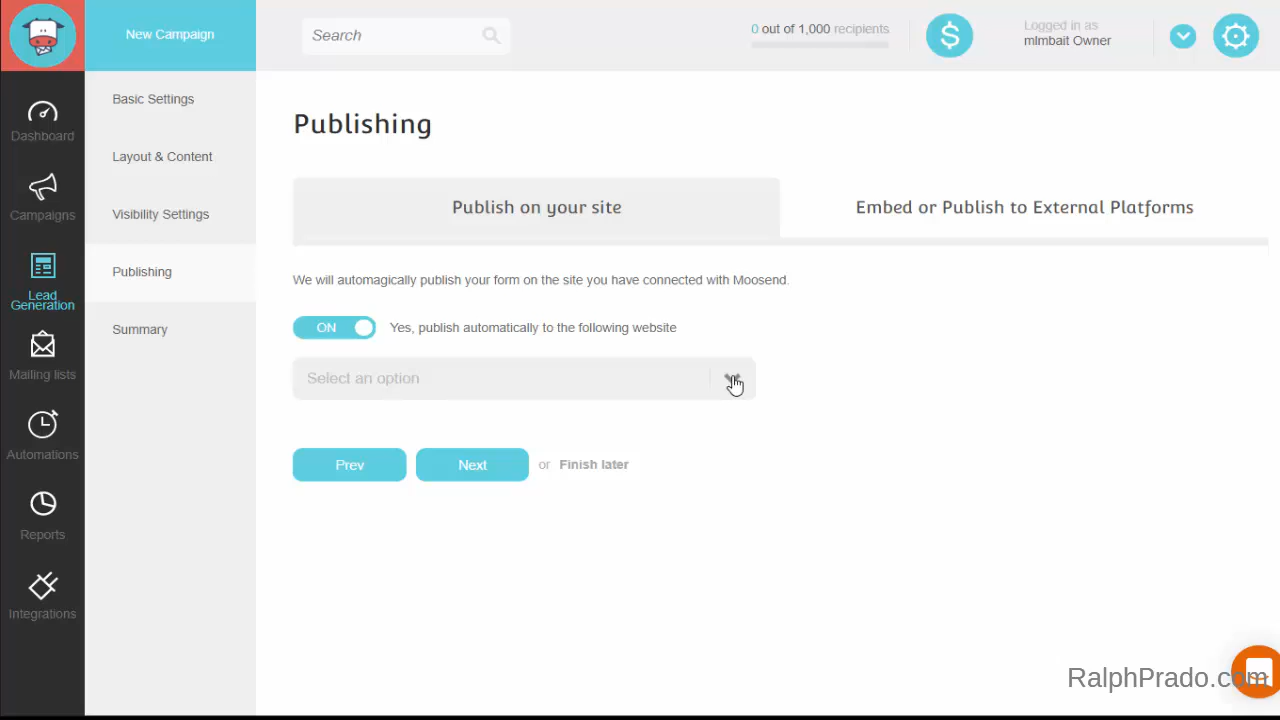 New Campaign
Search
0 out of 1,000 recipients
Logged in as
mlmbait Owner
Dashboard
Campaigns
Lead
Generation
Mailing lists
Automations
Reports
Integrations
Basic Settings
Layout & Content
Visibility Settings
Publishing
Summary
Publishing
Publish on your site
Embed or Publish to External Platforms
We will automagically publish your form on the site you have connected with Moosend.
ON
Yes, publish automatically to the following website
Select an option
Prev
Next
or
Finish later
RalphPrado.com